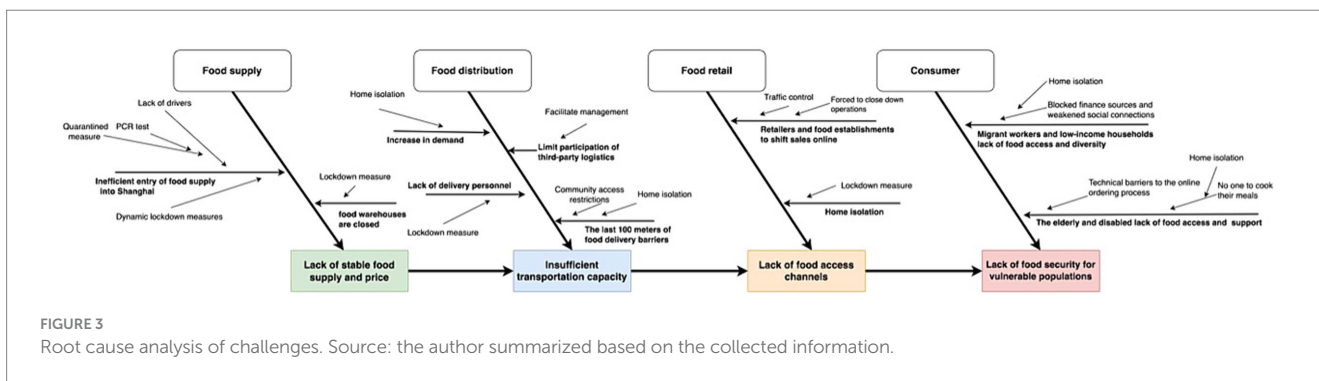 Food supply
Food distribution
Food retail
Consumer
Lack of drivers
Quarantined
measure
PCR test
Inefficient entry of food supply
into Shanghai
Dynamic lockdown measures
Lockdown measure
food warehouses
are closed
Home isolation
Increase in demand
Facilitate management
Limit participation of
third-party logistics
Lack of delivery personnel
Lockdown measure
Community access
restrictions
Home isolation
The last 100 meters of
food delivery barriers
Traffic control
Forced to close down
operations
Retailers and food establishments
to shift sales online
Lockdown measure
Home isolation
Home isolation
Blocked finance sources and
weakened social connections
Migrant workers and low-income households
lack of food access and diversity
Home isolation
Technical barriers to the online
ordering process
No one to cook
their meals
The elderly and disabled lack of food access and support
Lack of stable food
supply and price
Insufficient
transportation capacity
Lack of food access
channels
Lack of food security for
vulnerable populations
FIGURE 3
Root cause analysis of challenges. Source: the author summarized based on the collected information.